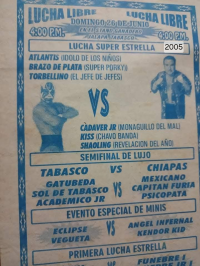 LUCHA LIBRE LUCHA LIBRE
DOMINGO 26 DE JUNIO
4:00 P.M. 4:00 P.M.
2005
LUCHA SUPER ESTRELLA
ATLANTIS (IDOLO DE LOS NIÑOS)
BRAZO DE PLATA (SUPER PORKY)
TORBELLINO (EL JEFE DE JEFES)
VS
CADAVER JR (MONAGUILLO DEL MAL)
KISS (CHAVO BANDA)
SHAOLING (REVELACION DEL AÑO)
SEMIFINAL DE LUJO
TABASCO VS CHIAPAS
GATUBEDA MEXICANO
SOL DE TABASCO VS CAPITAN FURIA
ACADEMICO JR PSICOPATA
EVENTO ESPECIAL DE MINIS
ECLIPSE VS ANGEL INFERNAL
VEGUETA KENDOR KID
PRIMERA LUCHA ESTRELLA
FUNEBRE I